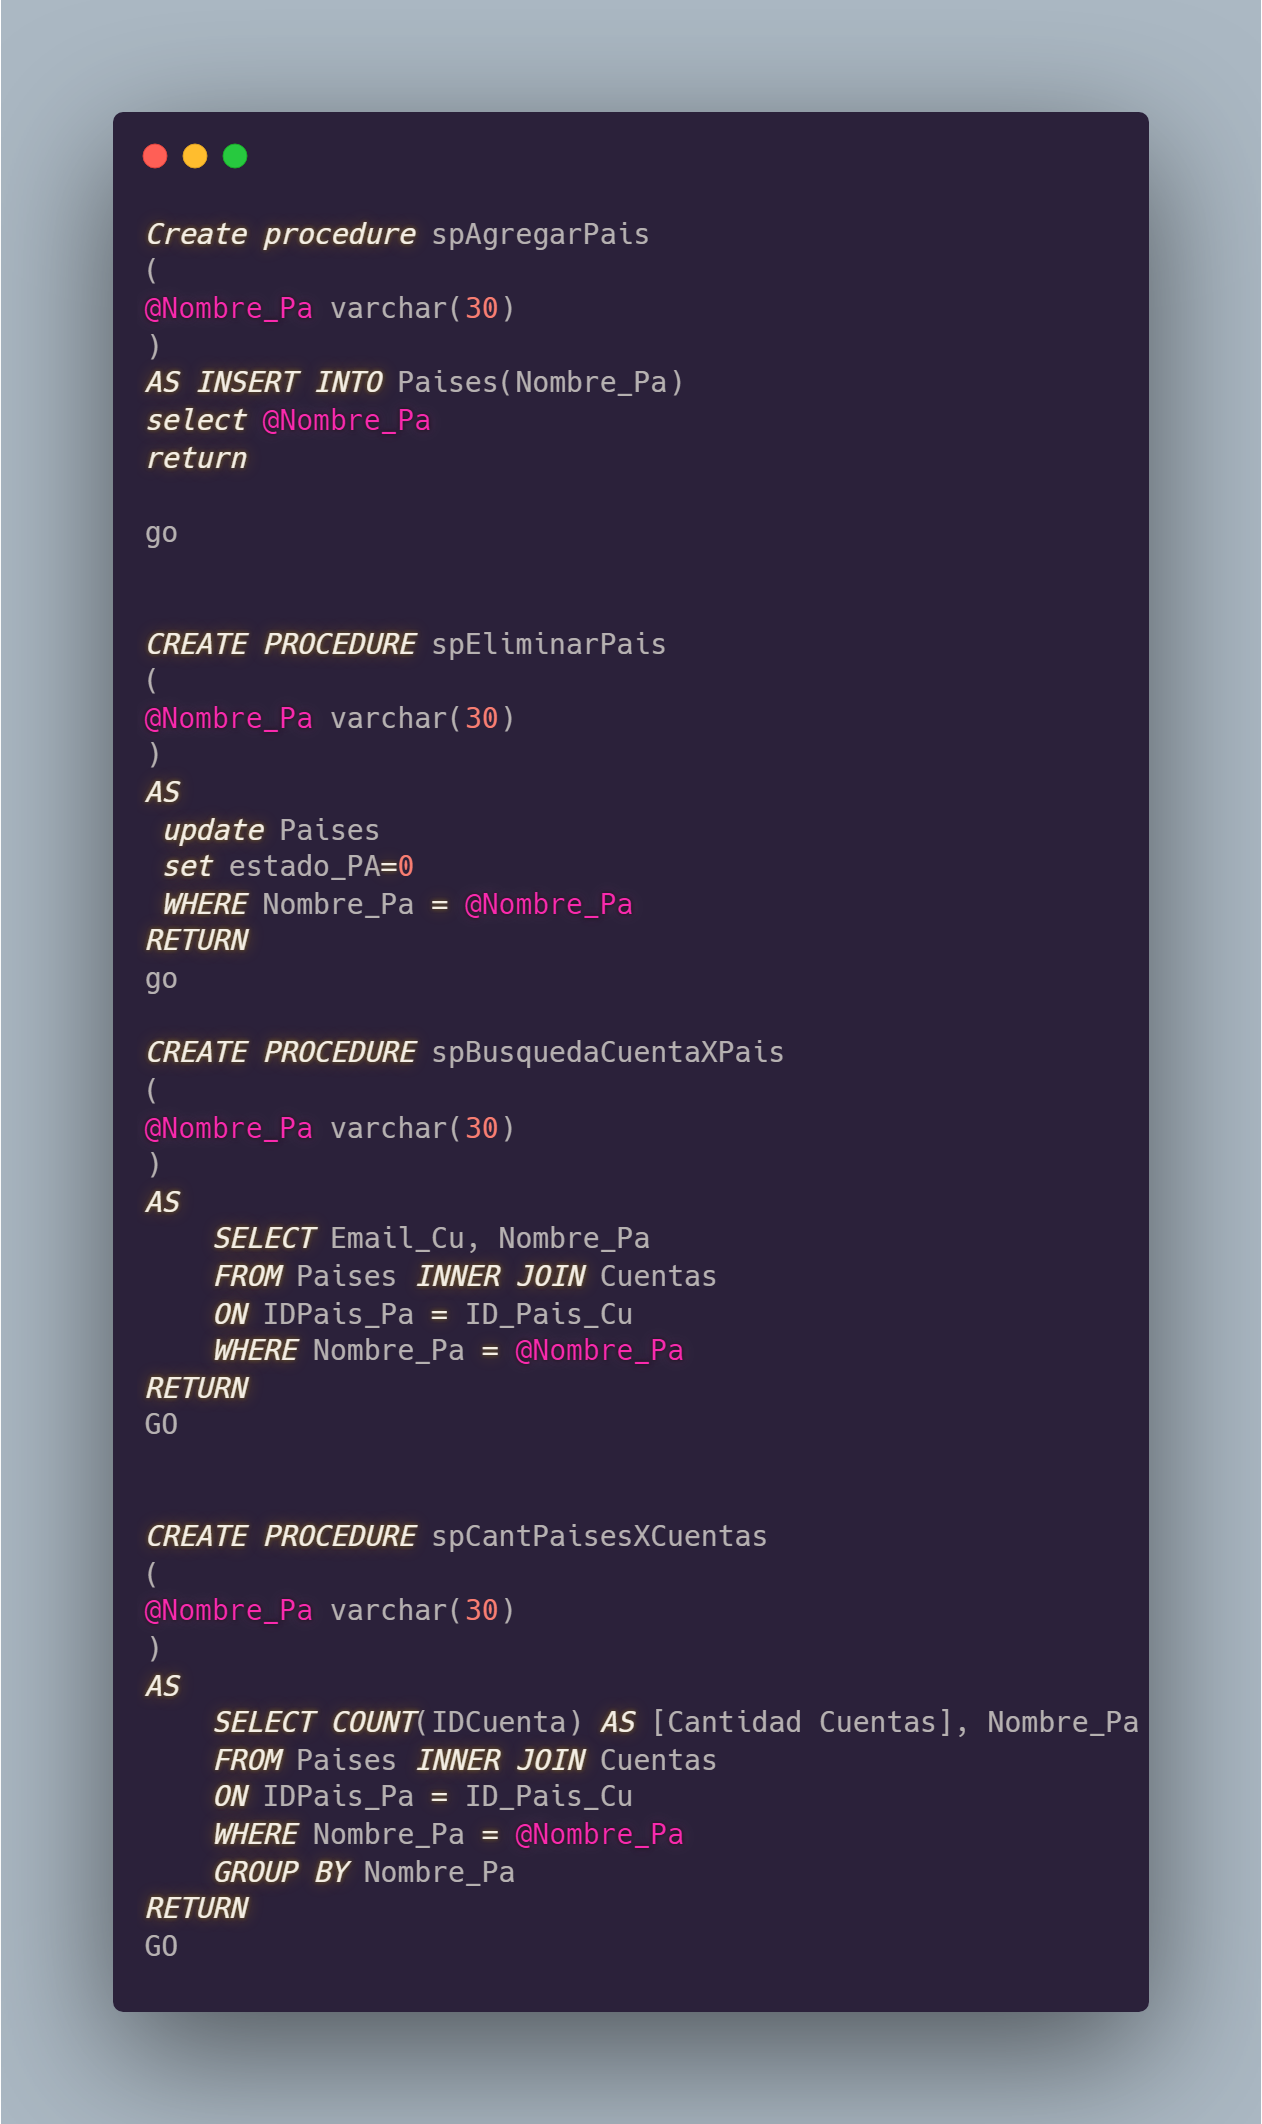 Create procedure spAgregarPais
(
@Nombre_Pa varchar(30)
)
AS INSERT INTO Paises(Nombre_Pa)
select @Nombre_Pa
return
go
CREATE PROCEDURE spEliminarPais
(
@Nombre_Pa varchar(30)
)
AS
update Paises
set estado_PA=0
WHERE Nombre_Pa = @Nombre_Pa
RETURN
go
CREATE PROCEDURE spBusquedaCuentaXPais
(
@Nombre_Pa varchar(30)
)
AS
SELECT Email_Cu, Nombre_Pa
FROM Paises INNER JOIN Cuentas
ON IDPais_Pa = ID_Pais_Cu
WHERE Nombre_Pa = @Nombre_Pa
RETURN
GO
CREATE PROCEDURE spCantPaisesXCuentas
(
@Nombre_Pa varchar(30)
)
AS
SELECT COUNT(IDCuenta) AS [Cantidad Cuentas], Nombre_Pa
FROM Paises INNER JOIN Cuentas
ON IDPais_Pa = ID_Pais_Cu
WHERE Nombre_Pa = @Nombre_Pa
GROUP BY Nombre_Pa
RETURN
GO